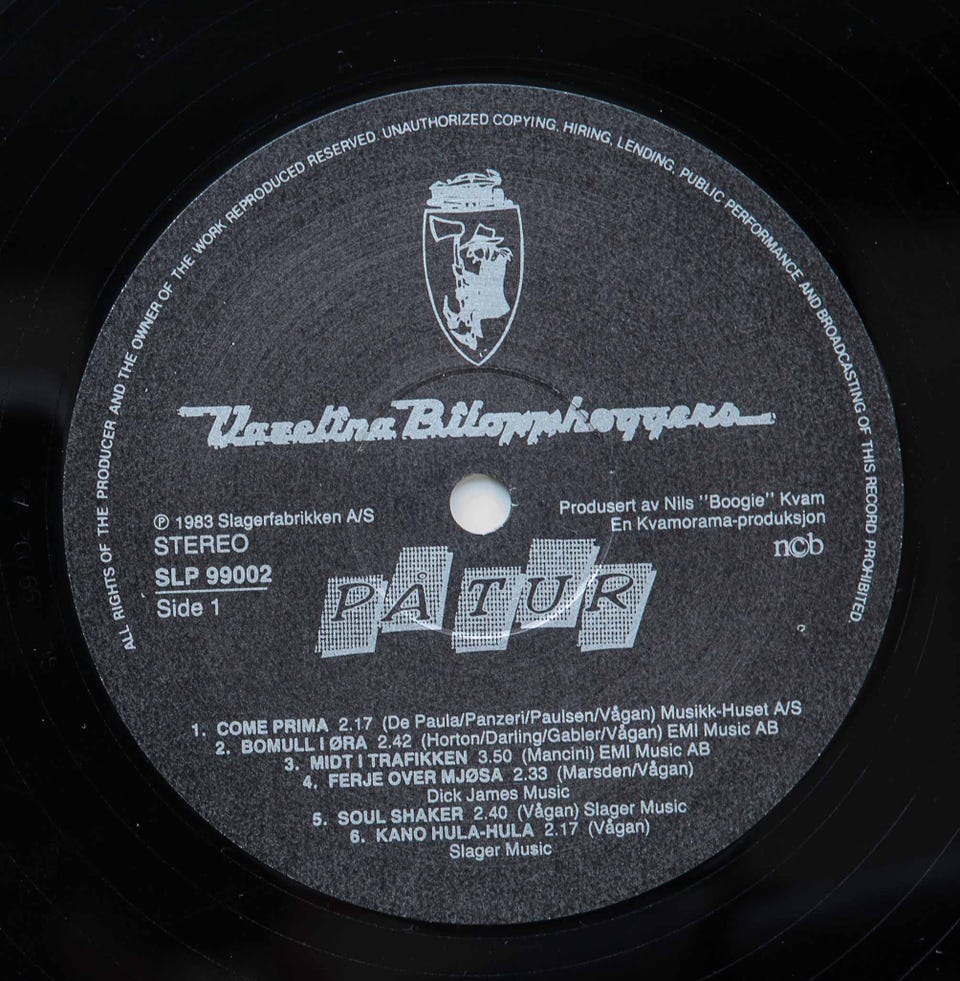 ALL RIGHTS OF THE PRODUCER AND THE OWNER OF THE WORK REPRODUCED RESERVED. UNAUTHORIZED COPYING, HIRING, LENDING, PUBLIC PERFORMANCE AND BROADCASTING OF THIS RECORD PROHIBITED.
Vazelina Bilopphøggers
℗ 1983 Slagerfabrikken A/S
STEREO
SLP 99002
Side 1
Produsert av Nils "Boogie" Kvam
En Kvamorama-produksjon
n©b
PÅ TUR
1. COME PRIMA 2.17 (De Paula/Panzeri/Paulsen/Vågan) Musikk-Huset A/S
2. BOMULL I ØRA 2.42 (Horton/Darling/Gabler/Vågan) EMI Music AB
3. MIDT I TRAFIKKEN 3.50 (Mancini) EMI Music AB
4. FERJE OVER MJØSA 2.33 (Marsden/Vågan)
Dick James Music
5. SOUL SHAKER 2.40 (Vågan) Slager Music
6. KANO HULA-HULA 2.17 (Vågan)
Slager Music